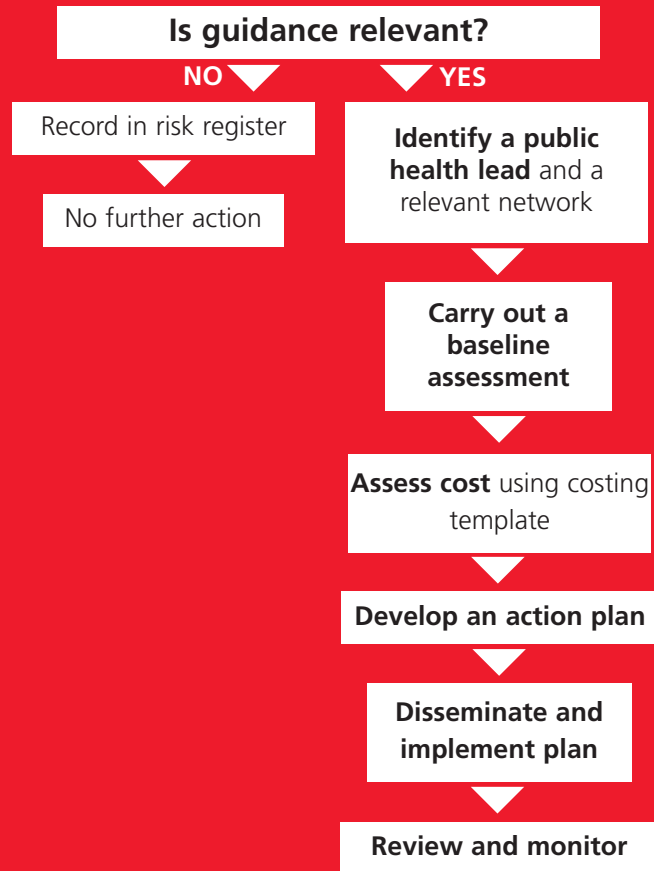 Is guidance relevant?
NO
YES
Record in risk register
No further action
Identify a public
health lead and a
relevant network
Carry out a
baseline
assessment
Assess cost using costing
template
Develop an action plan
Disseminate and
implement plan
Review and monitor